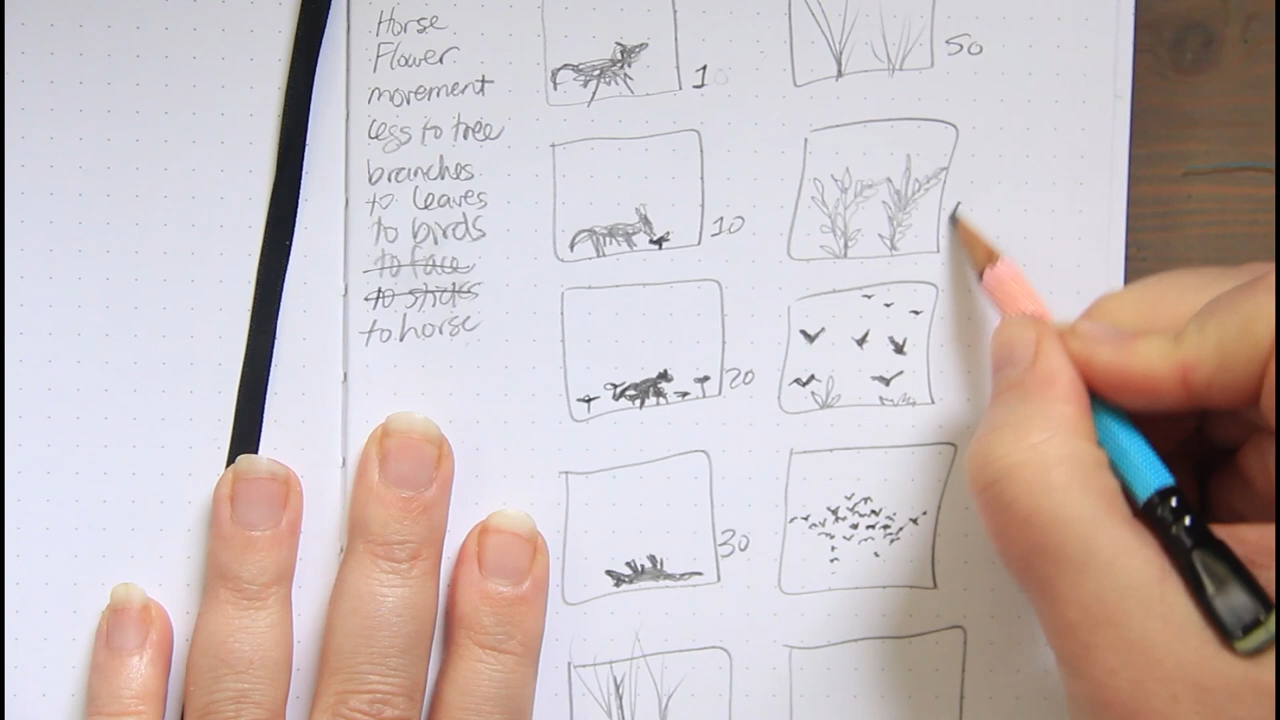 Horse
Flower
movement
legs to tree
branches
to leaves
to birds
to face
to sticks
to horse
10
10
20
30
50